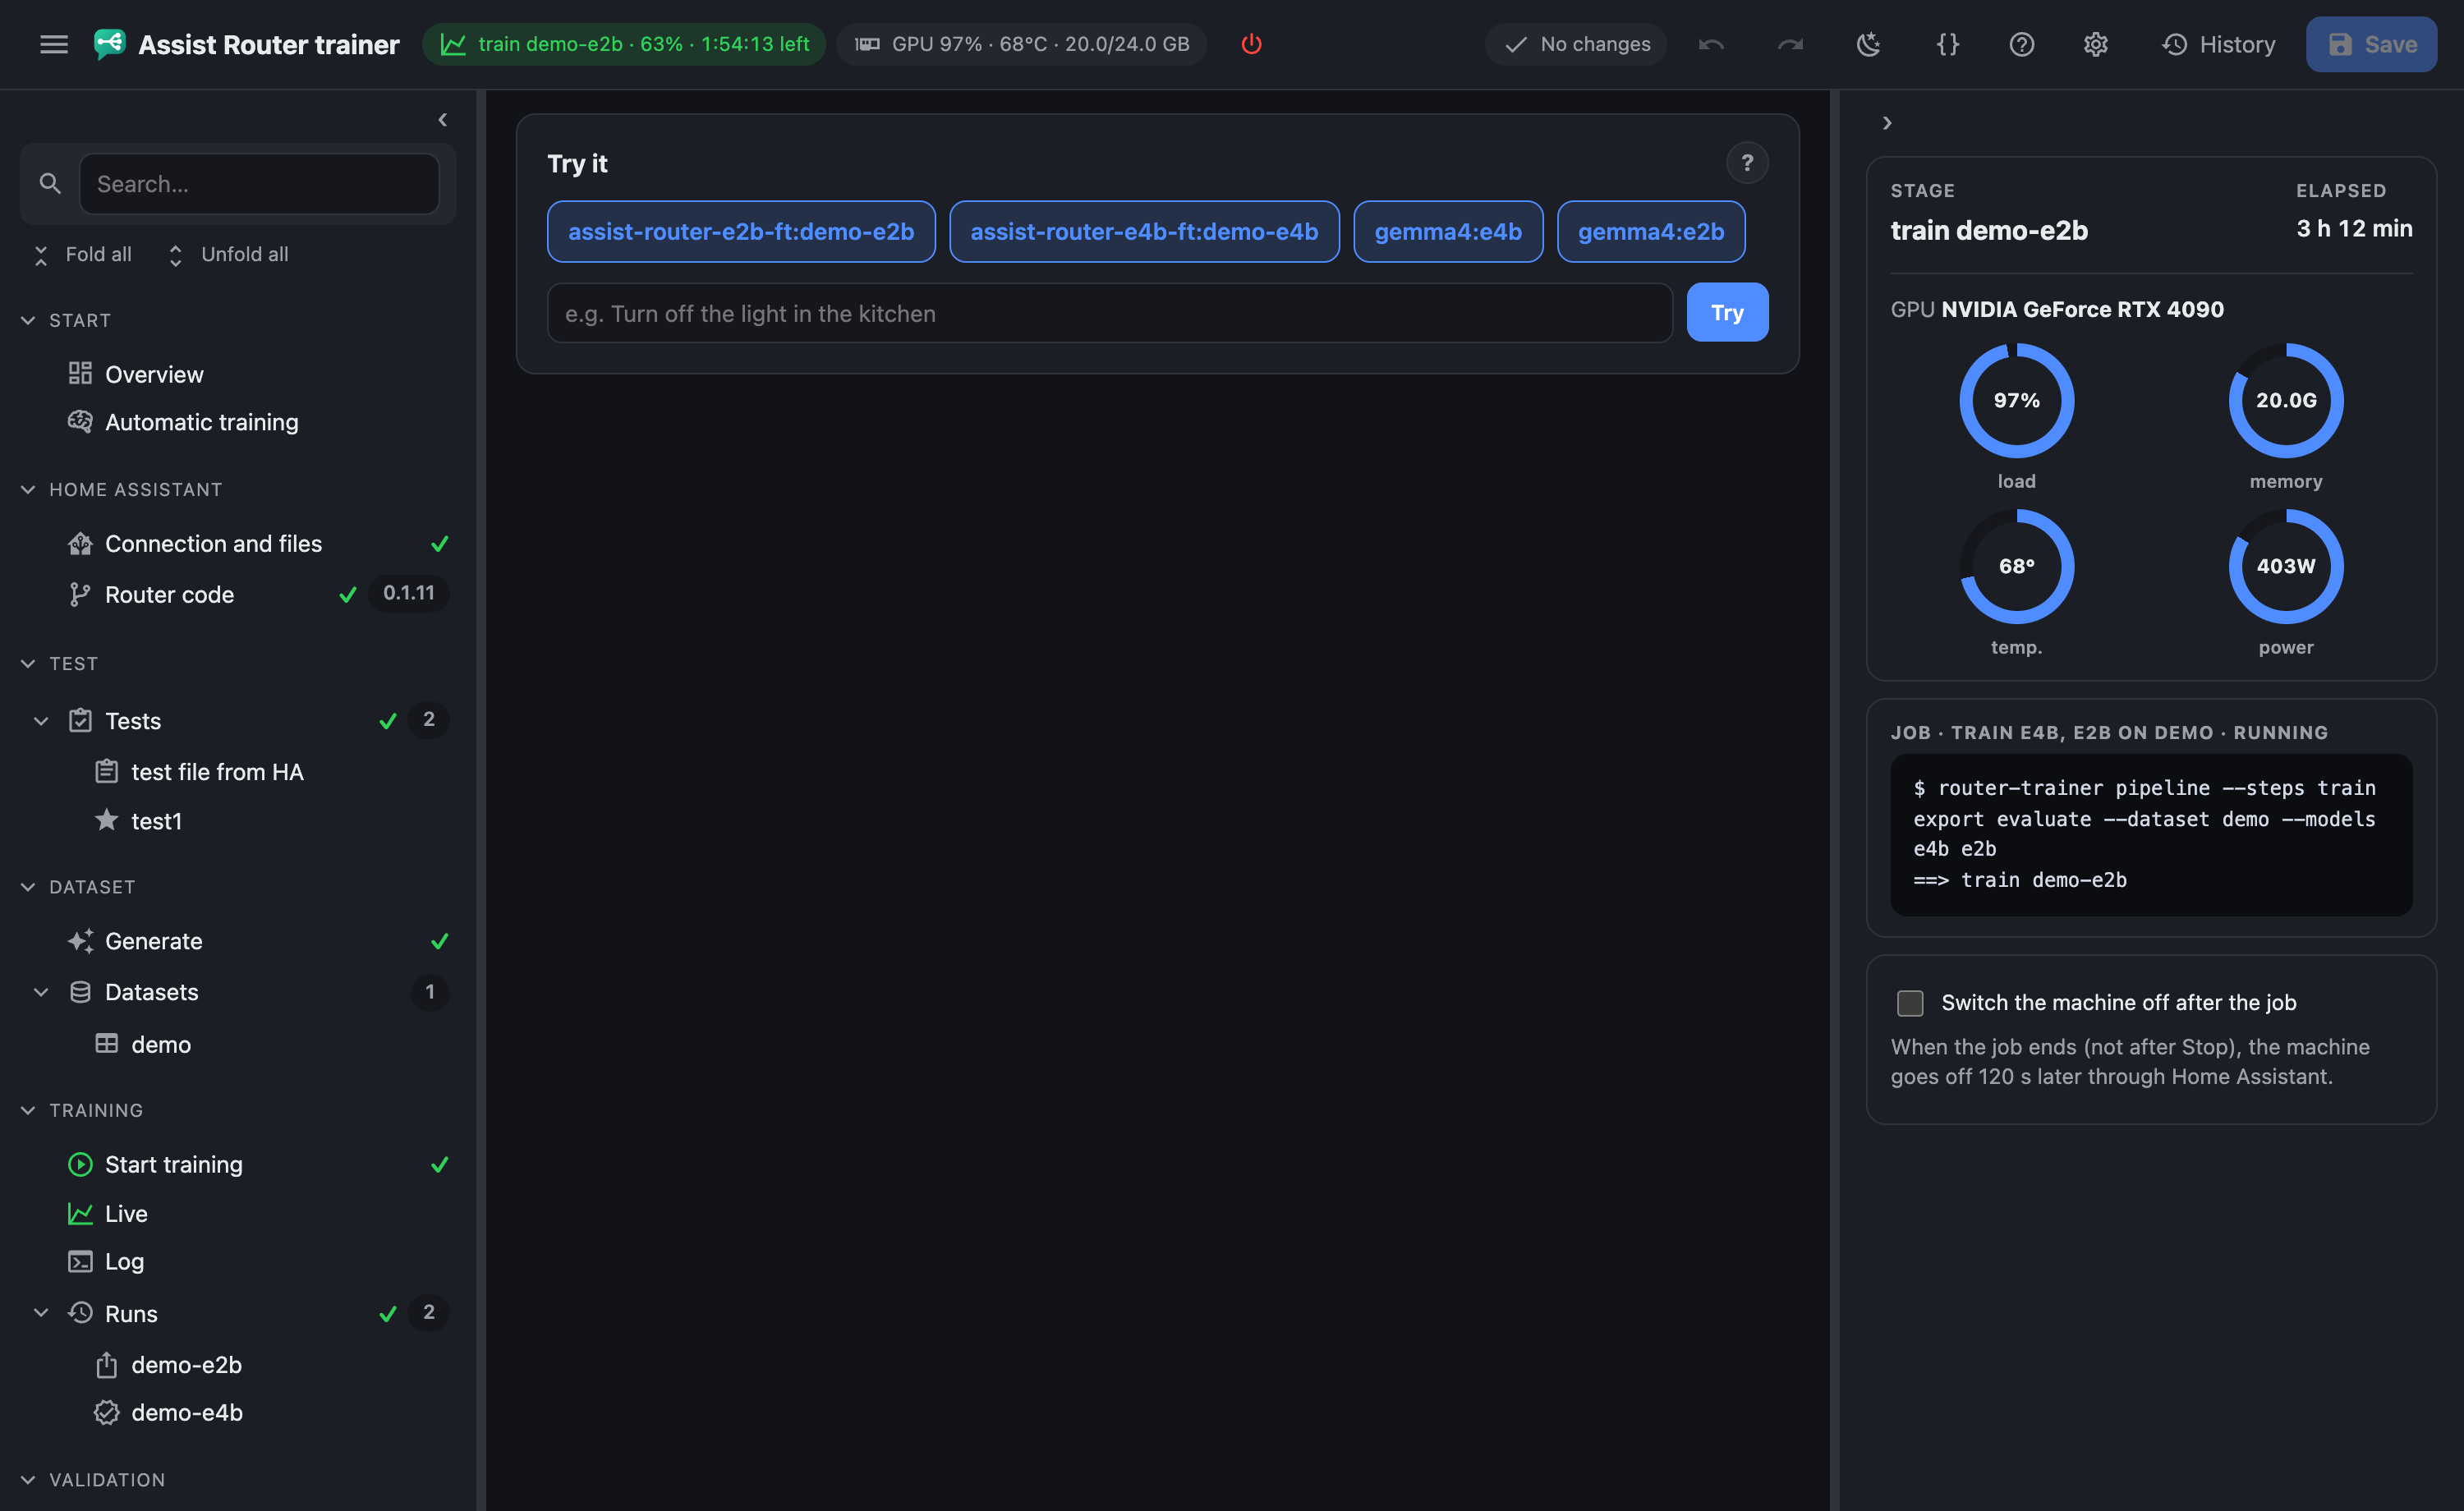 Assist Router trainer
train demo-e2b · 63% · 1:54:13 left
GPU 97% · 68°C · 20.0/24.0 GB
No changes
{}
?
History
Save
Search...
Fold all
Unfold all
START
Overview
Automatic training
HOME ASSISTANT
Connection and files
Router code
0.1.11
TEST
Tests
2
test file from HA
test1
DATASET
Generate
Datasets
1
demo
TRAINING
Start training
Live
Log
Runs
2
demo-e2b
demo-e4b
VALIDATION
Try it
?
assist-router-e2b-ft:demo-e2b
assist-router-e4b-ft:demo-e4b
gemma4:e4b
gemma4:e2b
e.g. Turn off the light in the kitchen
Try
STAGE
train demo-e2b
ELAPSED
3 h 12 min
GPU NVIDIA GeForce RTX 4090
97%
load
20.0G
memory
68°
temp.
403W
power
JOB · TRAIN E4B, E2B ON DEMO · RUNNING
$ router-trainer pipeline --steps train
export evaluate --dataset demo --models
e4b e2b
==> train demo-e2b
Switch the machine off after the job
When the job ends (not after Stop), the machine
goes off 120 s later through Home Assistant.